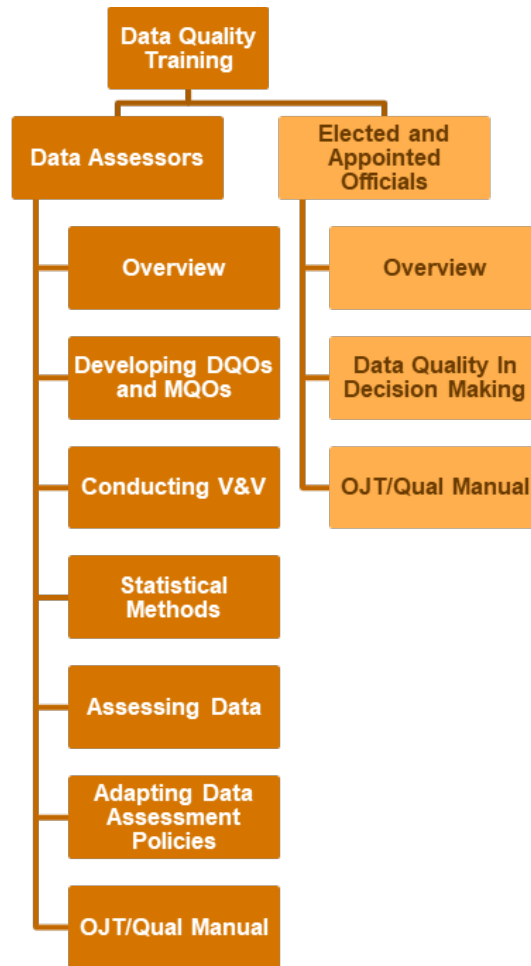 Data Quality
Training
Data Assessors
Elected and
Appointed
Officials
Overview
Developing DQOs
and MQOs
Conducting V&V
Statistical
Methods
Assessing Data
Adapting Data
Assessment
Policies
OJT/Qual Manual
Overview
Data Quality In
Decision Making
OJT/Qual Manual